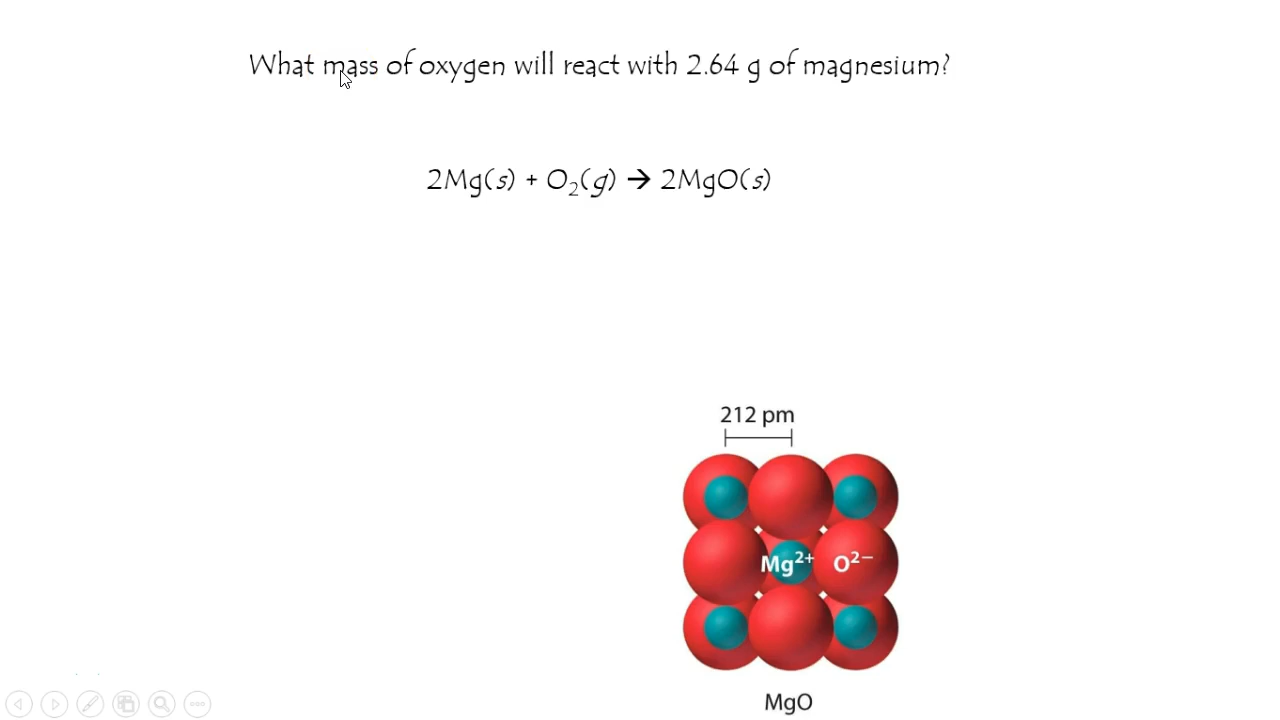 What mass of oxygen will react with 2.64 g of magnesium?
2Mg(s) + O₂(g) → 2MgO(s)
212 pm
Mg²⁺ O²⁻
MgO